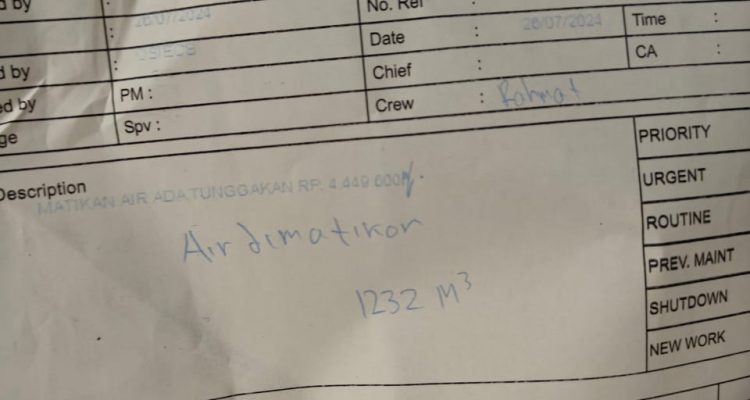 d by : 26/07/2024 No. Ref
: Date : 26/07/2024 Time :
d by Chief : CA :
ed by PM : Crew : Rahmat
ge Spv :
PRIORITY
Description
MATIKAN AIR ADA TUNGGAKAN RP. 4.449.600
URGENT
Air dimatikan
ROUTINE
PREV. MAINT
1232 M³
SHUTDOWN
NEW WORK